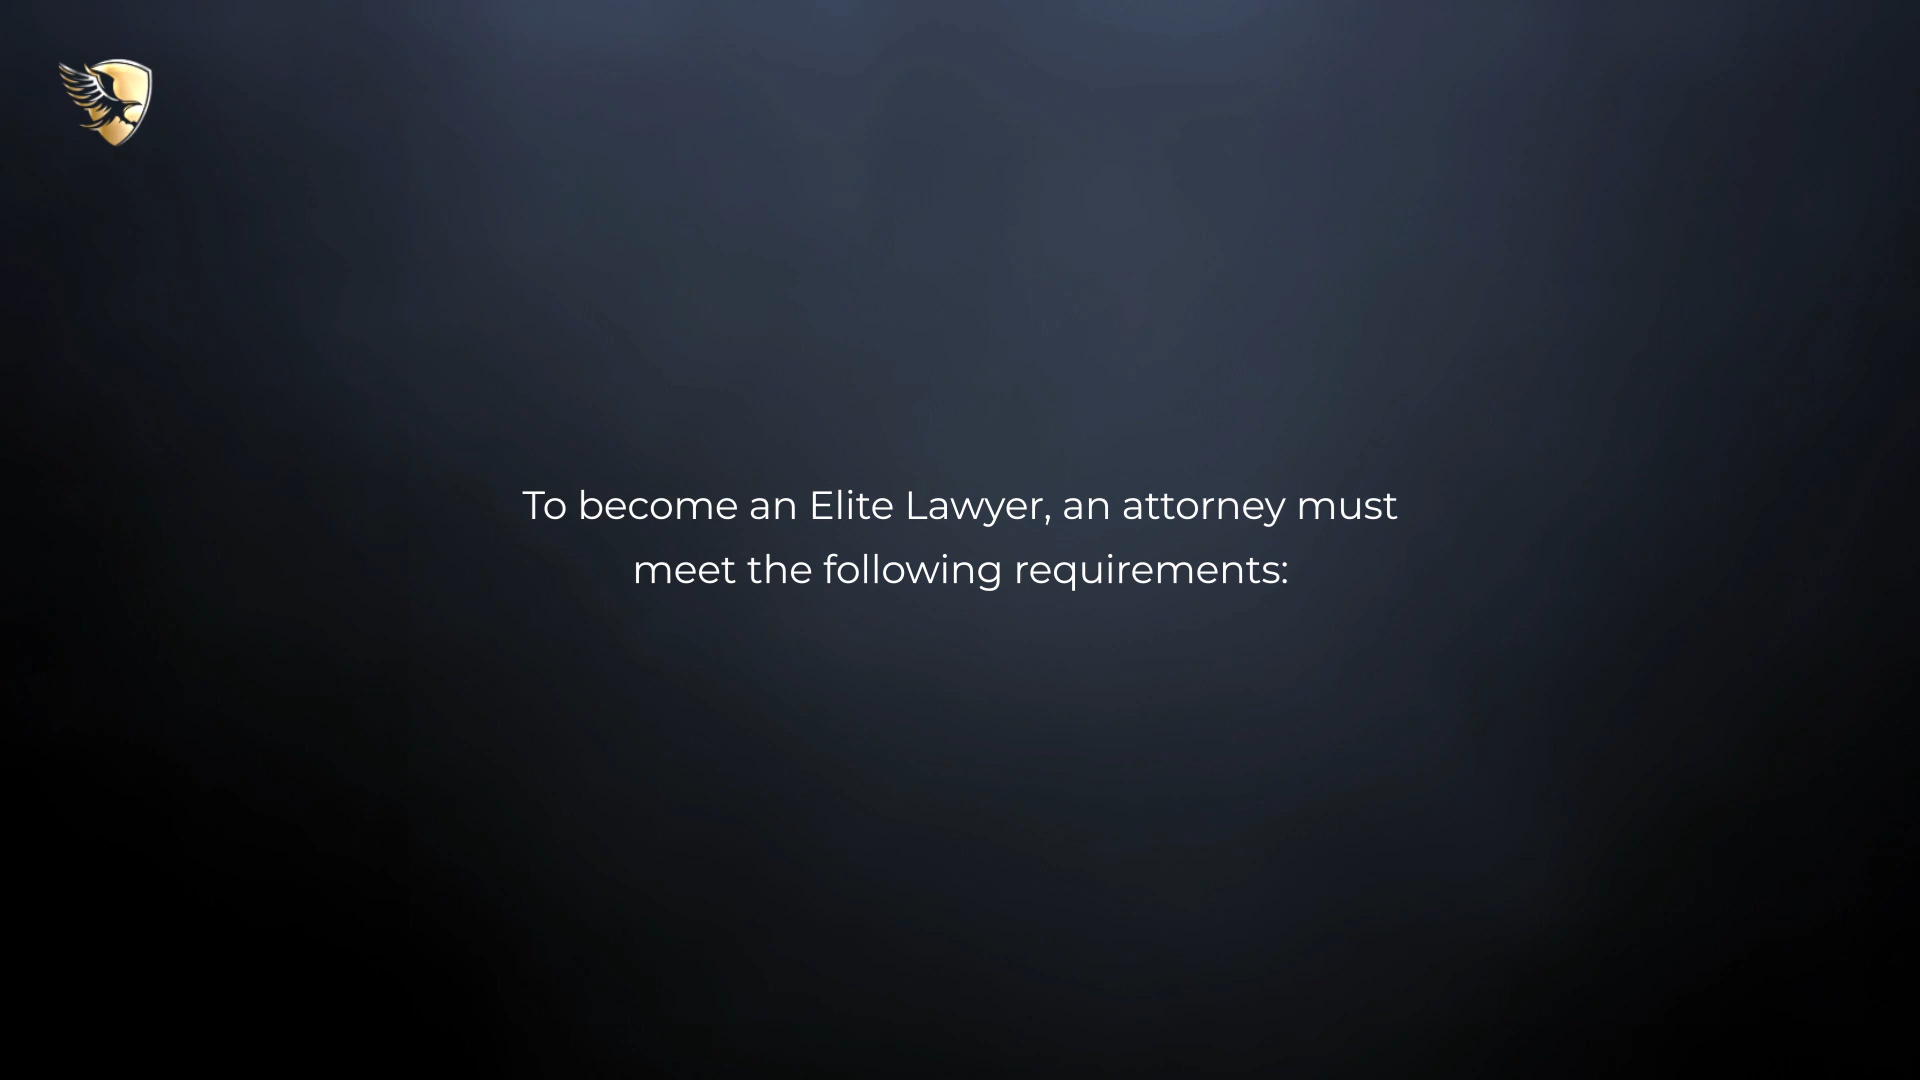 To become an Elite Lawyer, an attorney must
meet the following requirements: